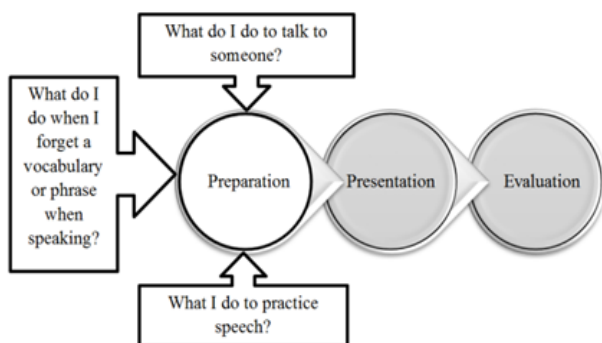 What do I do to talk to
someone?
What do I
do when I
forget a
vocabulary
or phrase
when
speaking?
Preparation
Presentation
Evaluation
What I do to practice
speech?